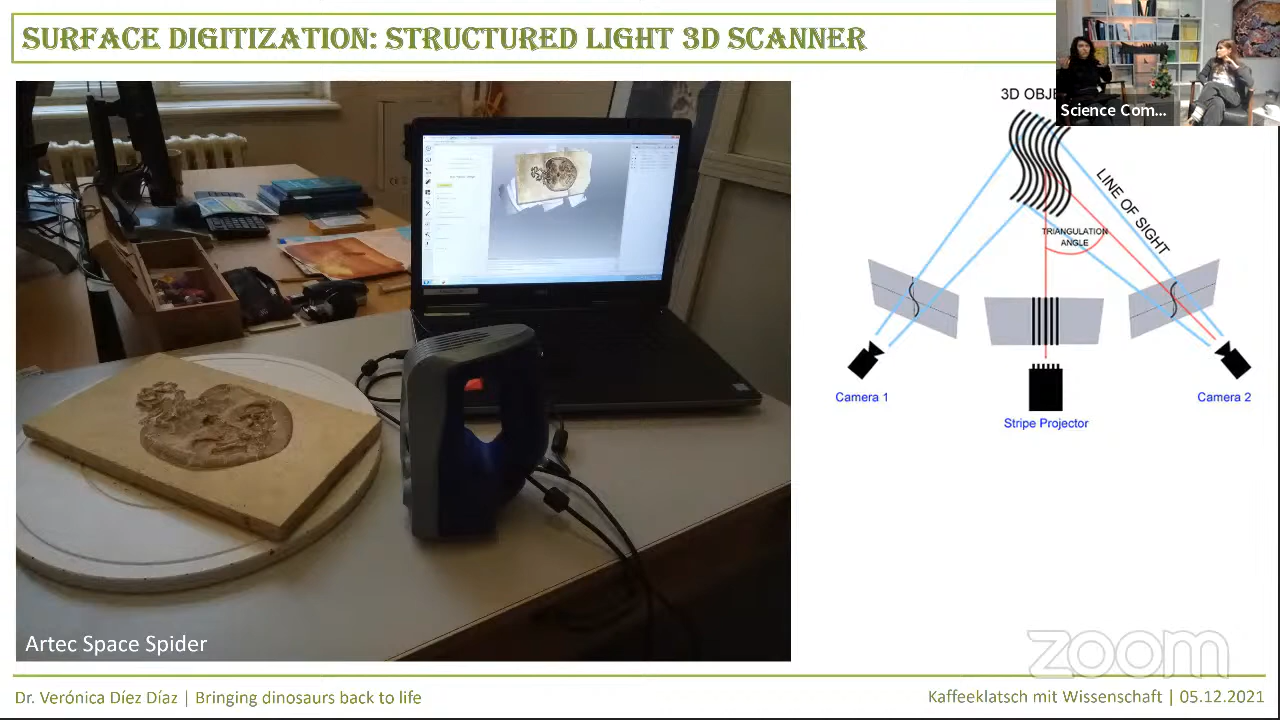 SURFACE DIGITIZATION: STRUCTURED LIGHT 3D SCANNER
Science Com...
3D OBJE
LINE OF SIGHT
TRIANGULATION
ANGLE
Camera 1
Camera 2
Stripe Projector
Artec Space Spider
zoom
Dr. Verónica Díez Díaz | Bringing dinosaurs back to life
Kaffeeklatsch mit Wissenschaft | 05.12.2021